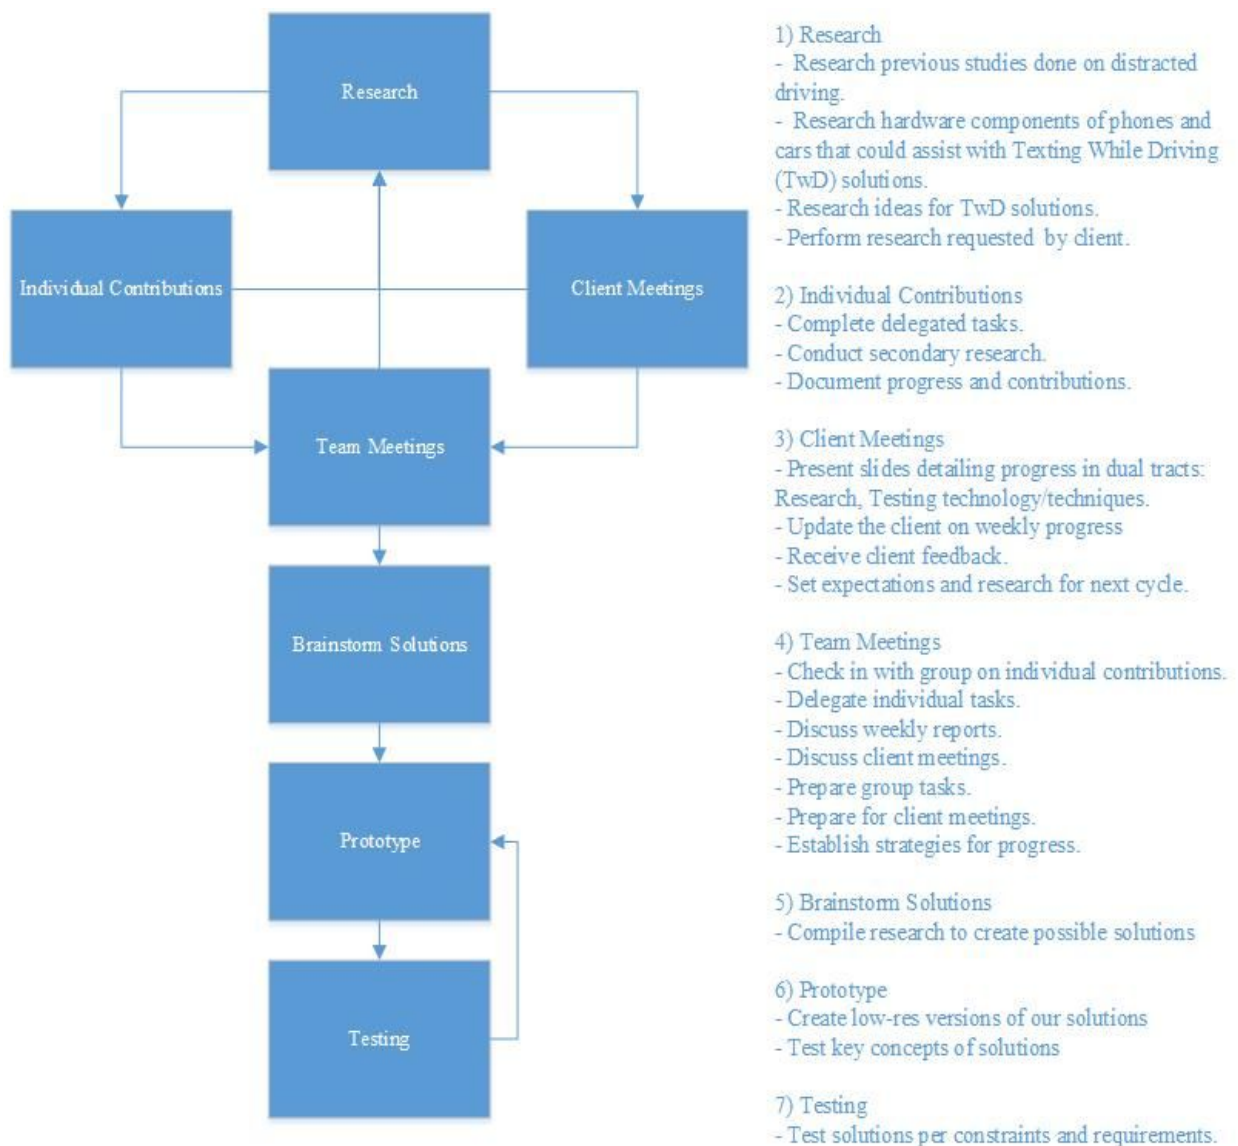 Research
Individual Contributions
Client Meetings
Team Meetings
Brainstorm Solutions
Prototype
Testing
1) Research
- Research previous studies done on distracted
driving.
- Research hardware components of phones and
cars that could assist with Texting While Driving
(TwD) solutions.
- Research ideas for TwD solutions.
- Perform research requested by client.
2) Individual Contributions
- Complete delegated tasks.
- Conduct secondary research.
- Document progress and contributions.
3) Client Meetings
- Present slides detailing progress in dual tracts:
Research, Testing technology/techniques.
- Update the client on weekly progress
- Receive client feedback.
- Set expectations and research for next cycle.
4) Team Meetings
- Check in with group on individual contributions.
- Delegate individual tasks.
- Discuss weekly reports.
- Discuss client meetings.
- Prepare group tasks.
- Prepare for client meetings.
- Establish strategies for progress.
5) Brainstorm Solutions
- Compile research to create possible solutions
6) Prototype
- Create low-res versions of our solutions
- Test key concepts of solutions
7) Testing
- Test solutions per constraints and requirements.